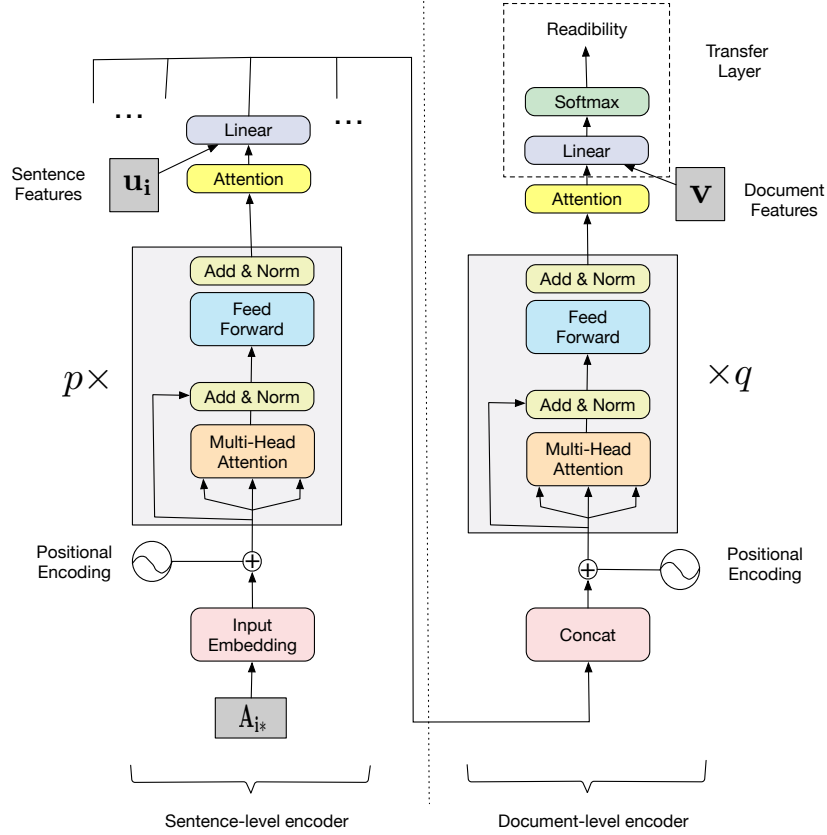 ...
...
Linear
Sentence
Features
u_i
Attention
Add & Norm
Feed
Forward
p×
Add & Norm
Multi-Head
Attention
Positional
Encoding
+
Input
Embedding
A_i*
Sentence-level encoder
Readibility
Transfer
Layer
Softmax
Linear
v
Document
Features
Attention
Add & Norm
Feed
Forward
×q
Add & Norm
Multi-Head
Attention
+
Positional
Encoding
Concat
Document-level encoder